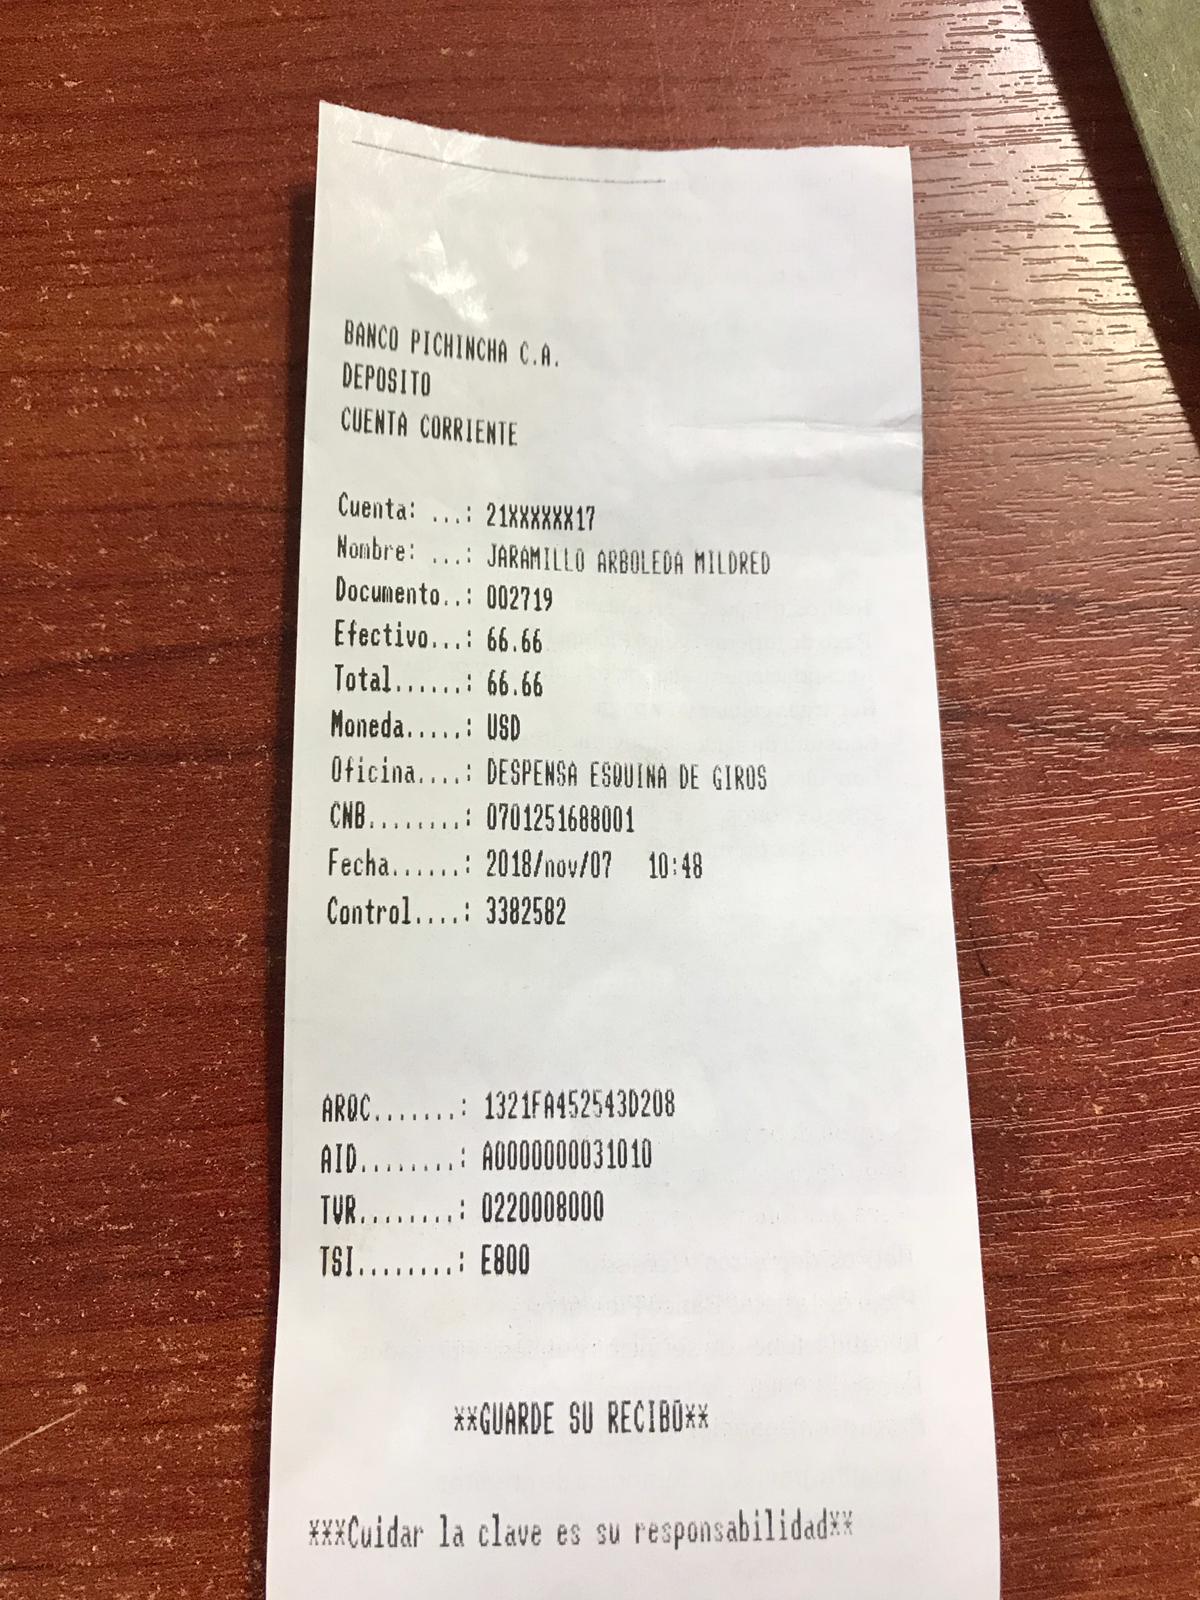 BANCO PICHINCHA C.A.
DEPOSITO
CUENTA CORRIENTE
Cuenta: ...: 21XXXXXX17
Nombre: ...: JARAMILLO ARBOLEDA MILDRED
Documento..: 002719
Efectivo...: 66.66
Total......: 66.66
Moneda.....: USD
Oficina....: DESPENSA ESQUINA DE GIROS
CNB........: 0701251688001
Fecha......: 2018/nov/07 10:48
Control....: 3382582
ARQC.......: 1321FA452543D208
AID........: A0000000031010
TVR........: 0220008000
TSI........: E800
**GUARDE SU RECIBO**
***Cuidar la clave es su responsabilidad**